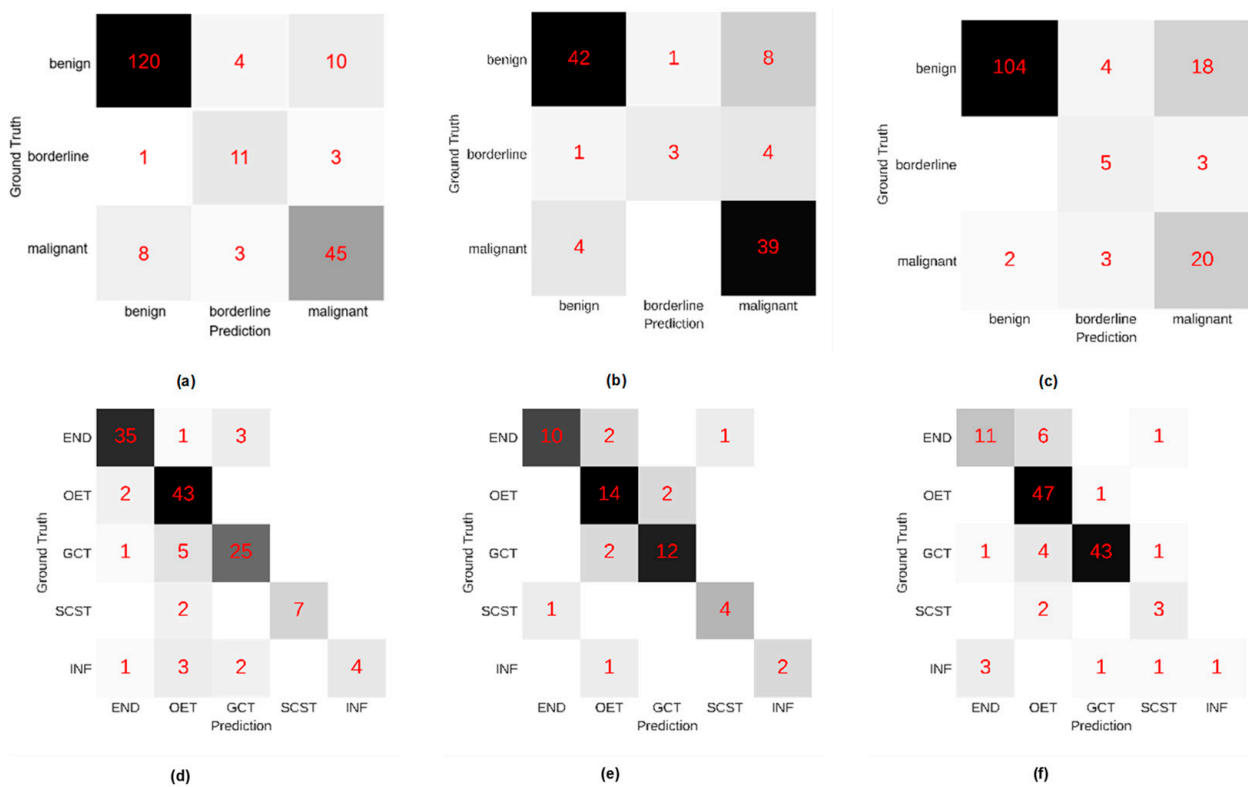 benign 120 4 10
borderline 1 11 3
malignant 8 3 45
Ground Truth
benign borderline malignant
Prediction
(a)
benign 42 1 8
borderline 1 3 4
malignant 4 39
Ground Truth
benign borderline malignant
Prediction
(b)
benign 104 4 18
borderline 5 3
malignant 2 3 20
Ground Truth
benign borderline malignant
Prediction
(c)
END 35 1 3
OET 2 43
GCT 1 5 25
SCST 2 7
INF 1 3 2 4
Ground Truth
END OET GCT SCST INF
Prediction
(d)
END 10 2 1
OET 14 2
GCT 2 12
SCST 1 4
INF 1 2
Ground Truth
END OET GCT SCST INF
Prediction
(e)
END 11 6 1
OET 47 1
GCT 1 4 43 1
SCST 2 3
INF 3 1 1 1
Ground Truth
END OET GCT SCST INF
Prediction
(f)